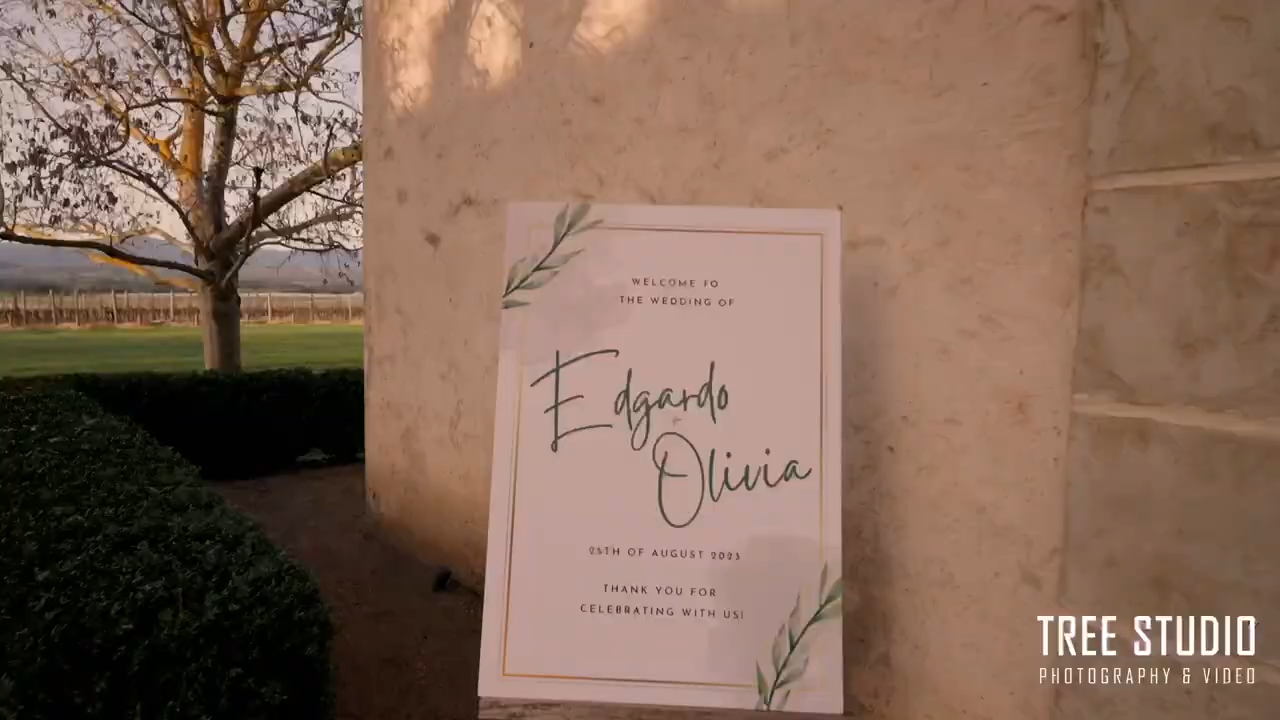 WELCOME TO
THE WEDDING OF
Edgardo
+
Olivia
25TH OF AUGUST 2023
THANK YOU FOR
CELEBRATING WITH US!
TREE STUDIO
PHOTOGRAPHY & VIDEO